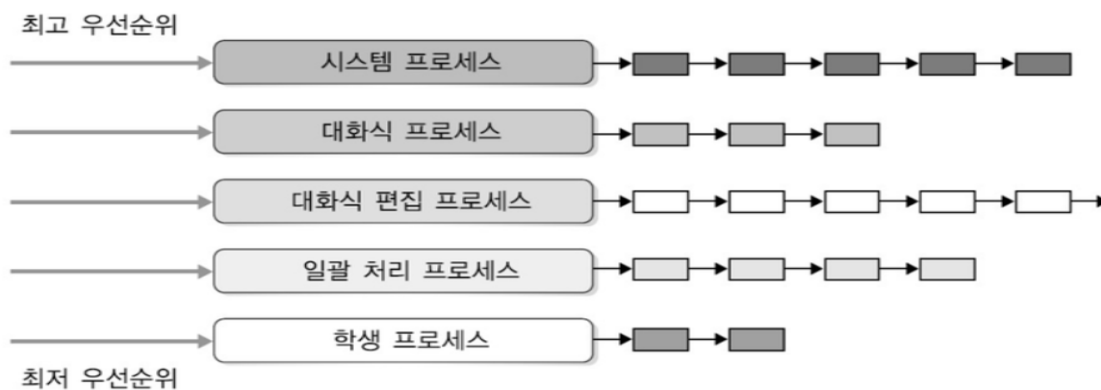 최고 우선순위
시스템 프로세스
대화식 프로세스
대화식 편집 프로세스
일괄 처리 프로세스
학생 프로세스
최저 우선순위